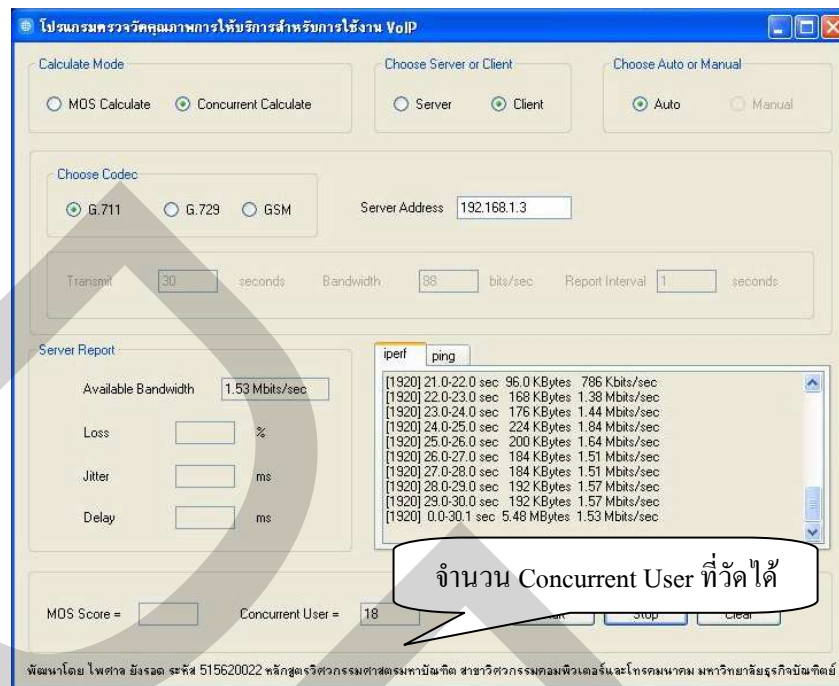 โปรแกรมตรวจวัดคุณภาพการให้บริการสำหรับการใช้งาน VoIP
Calculate Mode
Choose Server or Client
Choose Auto or Manual
MOS Calculate
Concurrent Calculate
Server
Client
Auto
Manual
Choose Codec
G.711
G.729
GSM
Server Address
192.168.1.3
Transmit
30
seconds
Bandwidth
88
bits/sec
Report Interval
1
seconds
Server Report
Available Bandwidth
1.53 Mbits/sec
Loss
%
Jitter
ms
Delay
ms
iperf
ping
[1920] 21.0-22.0 sec 96.0 KBytes 786 Kbits/sec
[1920] 22.0-23.0 sec 168 KBytes 1.38 Mbits/sec
[1920] 23.0-24.0 sec 176 KBytes 1.44 Mbits/sec
[1920] 24.0-25.0 sec 224 KBytes 1.84 Mbits/sec
[1920] 25.0-26.0 sec 200 KBytes 1.64 Mbits/sec
[1920] 26.0-27.0 sec 184 KBytes 1.51 Mbits/sec
[1920] 27.0-28.0 sec 184 KBytes 1.51 Mbits/sec
[1920] 28.0-29.0 sec 192 KBytes 1.57 Mbits/sec
[1920] 29.0-30.0 sec 192 KBytes 1.57 Mbits/sec
[1920] 0.0-30.1 sec 5.48 MBytes 1.53 Mbits/sec
จำนวน Concurrent User ที่วัดได้
MOS Score =
Concurrent User =
18
Stop
Clear
พัฒนาโดย ไพศาล ยังรอด รหัส 515620022 หลักสูตรวิศวกรรมศาสตรมหาบัณฑิต สาขาวิศวกรรมคอมพิวเตอร์และโทรคมนาคม มหาวิทยาลัยธุรกิจบัณฑิตย์